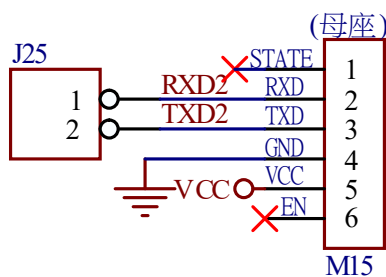 (母座)
J25
STATE 1
1 RXD2 RXD 2
2 TXD2 TXD 3
GND 4
VCC VCC 5
EN 6
M15